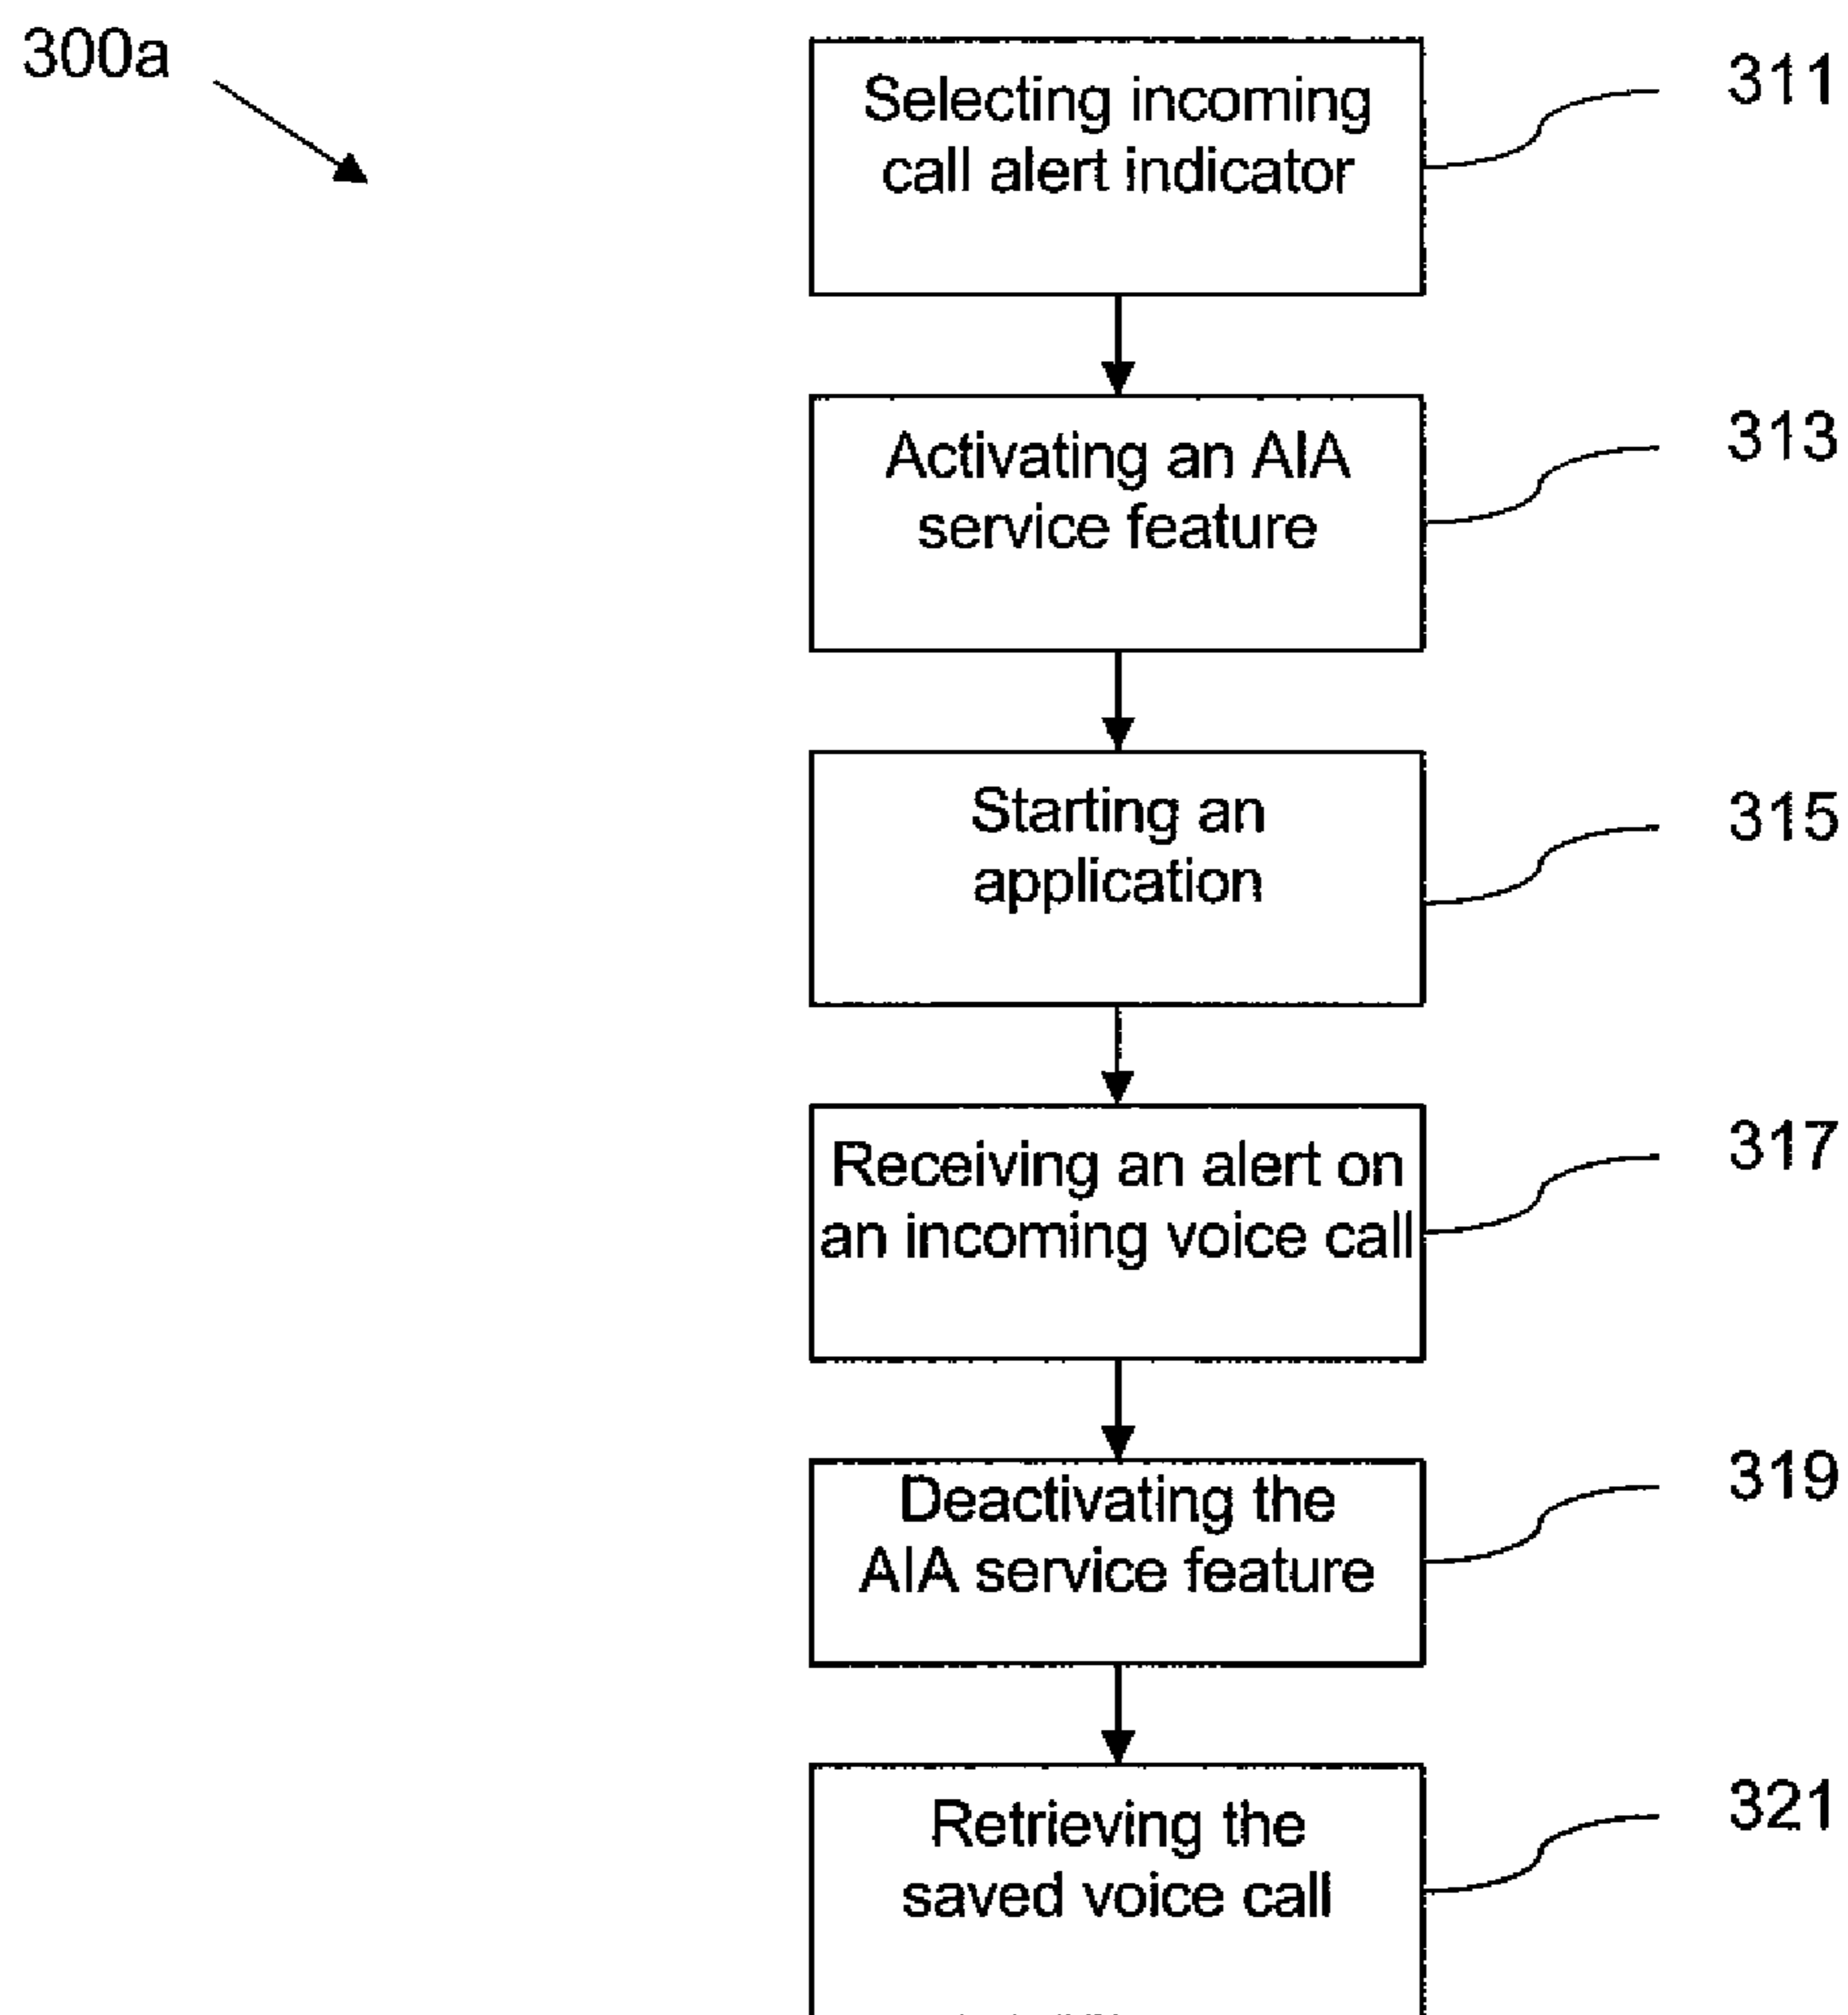 300a
Selecting incoming
call alert indicator
311
Activating an AIA
service feature
313
Starting an
application
315
Receiving an alert on
an incoming voice call
317
Deactivating the
AIA service feature
319
Retrieving the
saved voice call
321